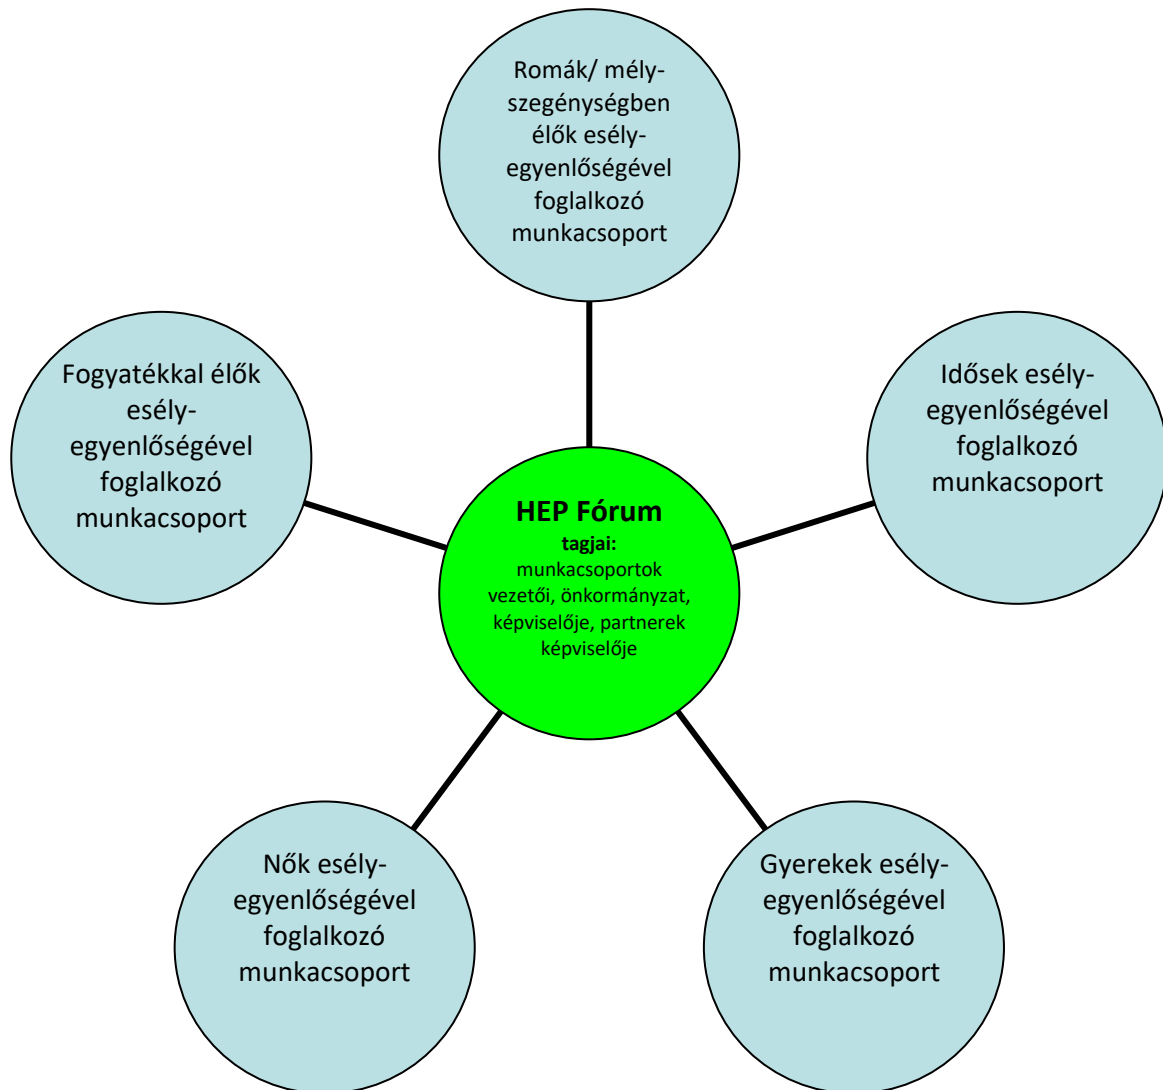 Romák/ mély-
szegénységben
élők esély-
egyenlőségével
foglalkozó
munkacsoport
Fogyatékkal élők
esély-
egyenlőségével
foglalkozó
munkacsoport
Idősek esély-
egyenlőségével
foglalkozó
munkacsoport
HEP Fórum
tagjai:
munkacsoportok
vezetői, önkormányzat,
képviselője, partnerek
képviselője
Nők esély-
egyenlőségével
foglalkozó
munkacsoport
Gyerekek esély-
egyenlőségével
foglalkozó
munkacsoport